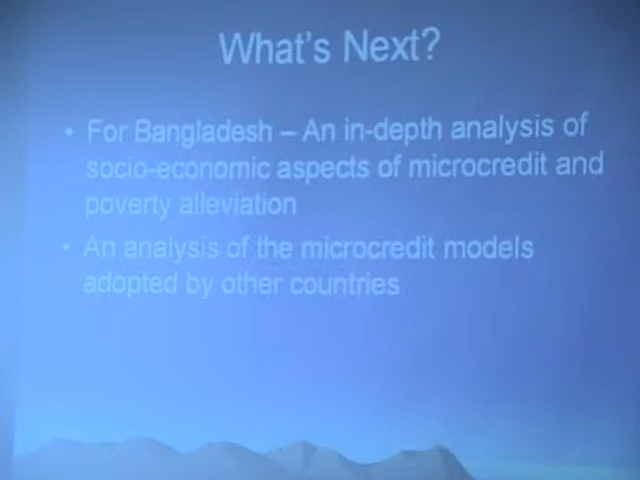 What's Next?
• For Bangladesh – An in-depth analysis of
socio-economic aspects of microcredit and
poverty alleviation
• An analysis of the microcredit models
adopted by other countries